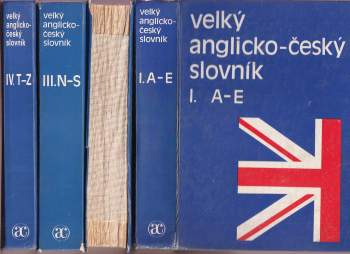 velký
anglicko-
český
slovník
IV. T-Z
ac
velký
anglicko-
český
slovník
III. N-S
ac
velký
anglicko-
český
slovník
I. A-E
ac
velký
anglicko-český
slovník
I. A-E